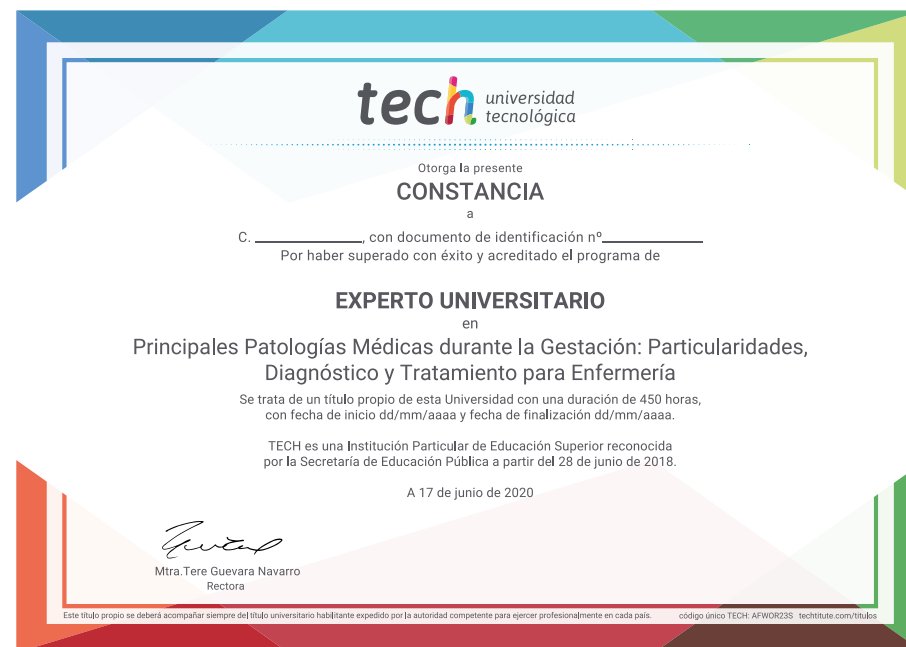 tech universidad
tecnológica
Otorga la presente
CONSTANCIA
a
C. ______________, con documento de identificación nº______________
Por haber superado con éxito y acreditado el programa de
EXPERTO UNIVERSITARIO
en
Principales Patologías Médicas durante la Gestación: Particularidades,
Diagnóstico y Tratamiento para Enfermería
Se trata de un título propio de esta Universidad con una duración de 450 horas,
con fecha de inicio dd/mm/aaaa y fecha de finalización dd/mm/aaaa.
TECH es una Institución Particular de Educación Superior reconocida
por la Secretaría de Educación Pública a partir del 28 de junio de 2018.
A 17 de junio de 2020
Mtra.Tere Guevara Navarro
Rectora
Este título propio se deberá acompañar siempre del título universitario habilitante expedido por la autoridad competente para ejercer profesionalmente en cada país. código único TECH: AFWOR23S techtitute.com/titulos